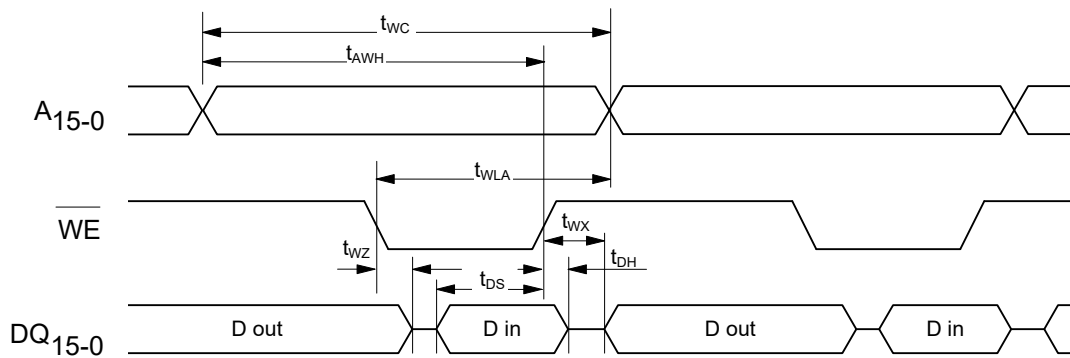 tWC
tAWH
A15-0
tWLA
WE
tWX
tWZ
tDH
tDS
DQ15-0
D out
D in
D out
D in